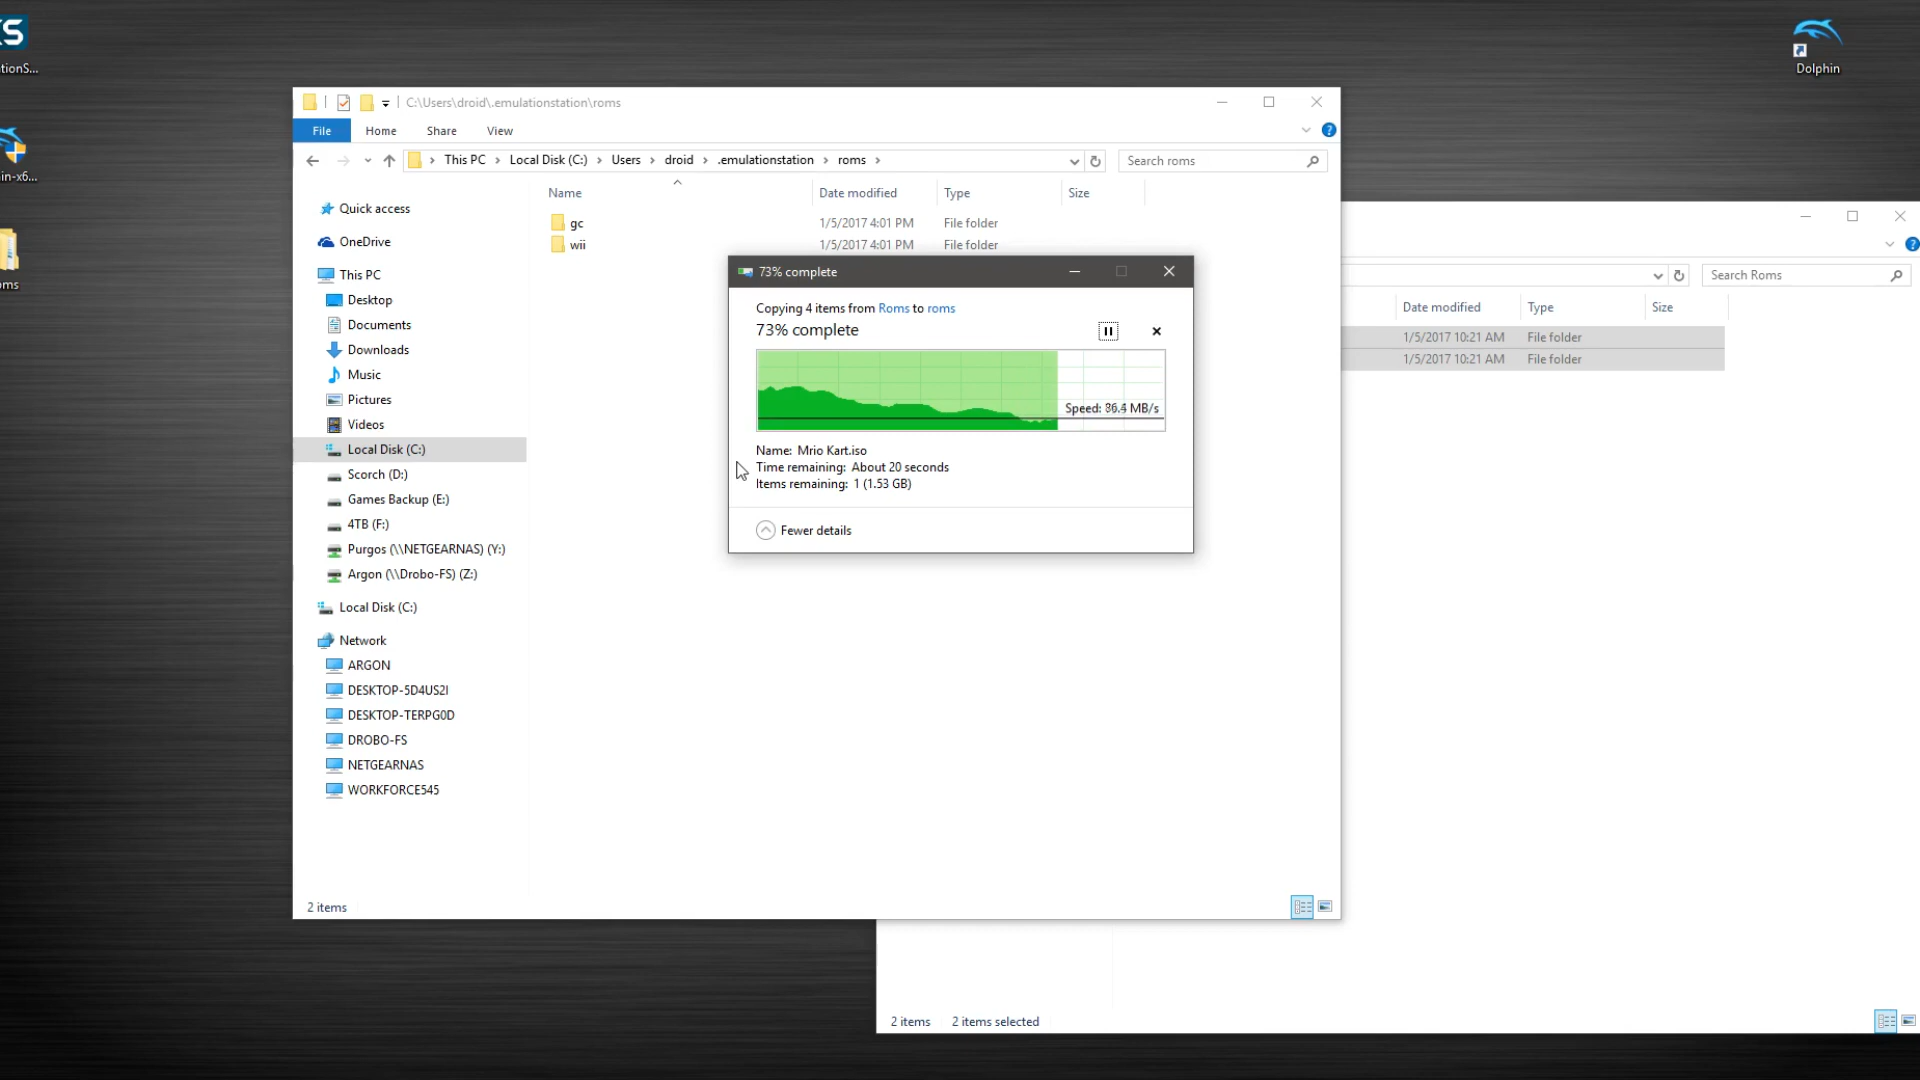 tionS...
in-x6...
oms
Dolphin
C:\Users\droid\.emulationstation\roms
File Home Share View
This PC Local Disk (C:) Users droid .emulationstation roms
Search roms
Name Date modified Type Size
gc 1/5/2017 4:01 PM File folder
wii 1/5/2017 4:01 PM File folder
Quick access
OneDrive
This PC
Desktop
Documents
Downloads
Music
Pictures
Videos
Local Disk (C:)
Scorch (D:)
Games Backup (E:)
4TB (F:)
Purgos (\\NETGEARNAS) (Y:)
Argon (\\Drobo-FS) (Z:)
Local Disk (C:)
Network
ARGON
DESKTOP-5D4US2I
DESKTOP-TERPG0D
DROBO-FS
NETGEARNAS
WORKFORCE545
2 items
73% complete
Copying 4 items from Roms to roms
73% complete
Speed: 86.4 MB/s
Name: Mrio Kart.iso
Time remaining: About 20 seconds
Items remaining: 1 (1.53 GB)
Fewer details
Search Roms
Date modified Type Size
1/5/2017 10:21 AM File folder
1/5/2017 10:21 AM File folder
2 items 2 items selected